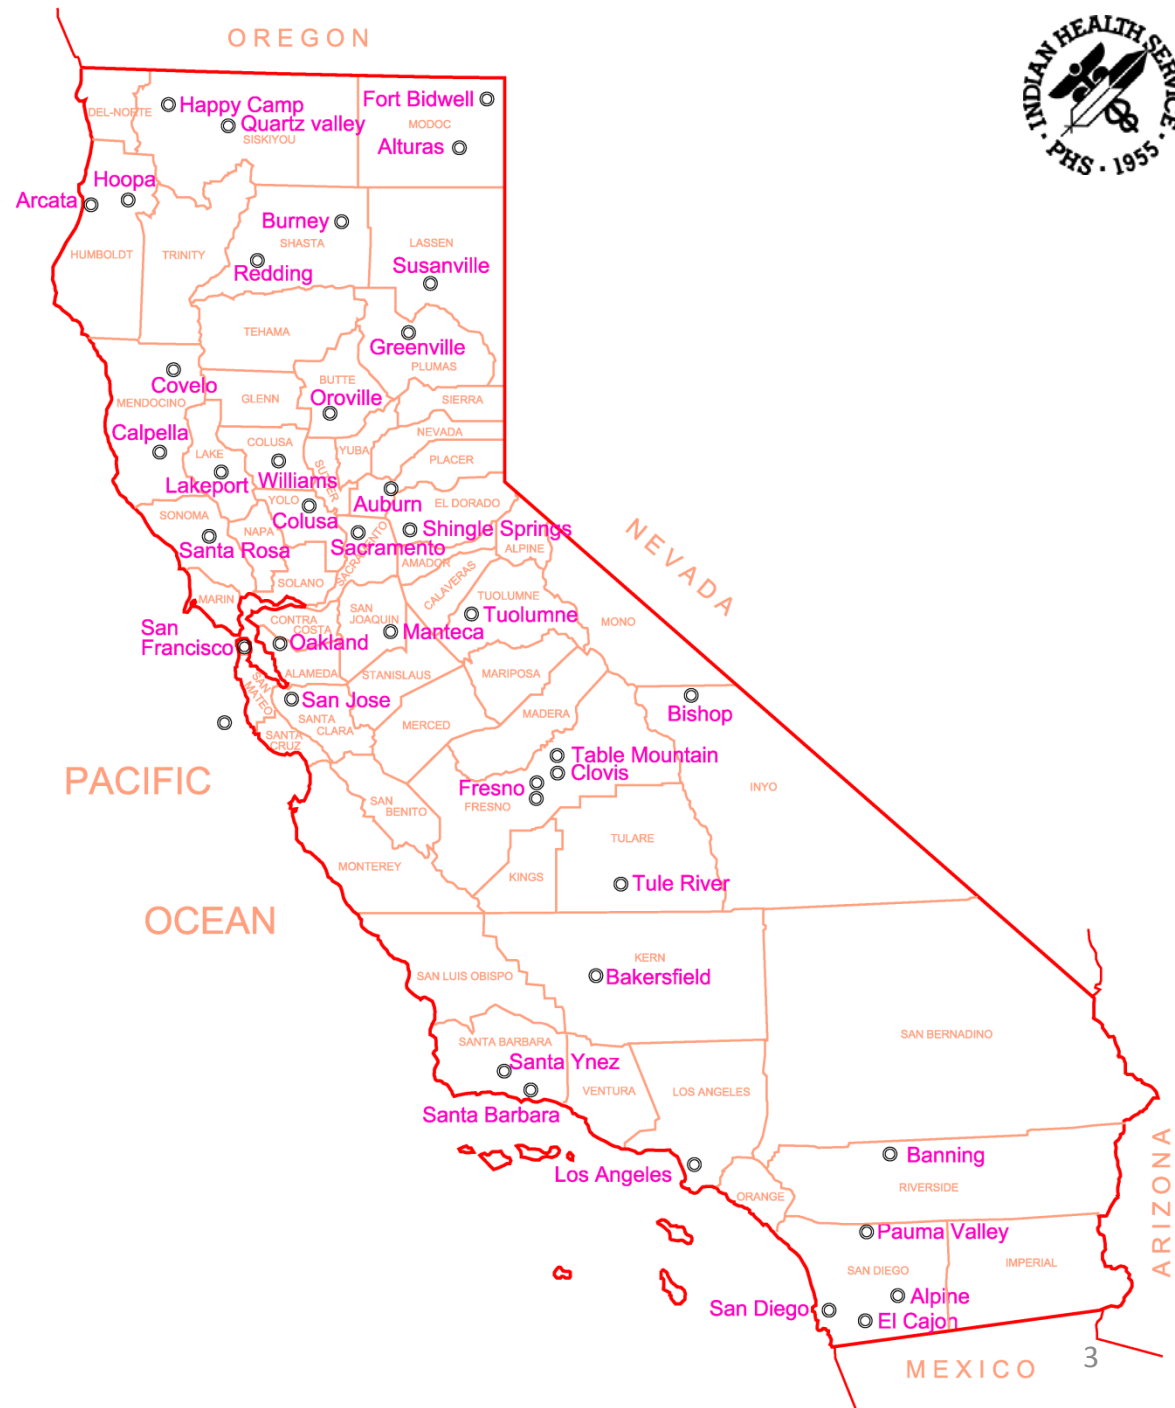 OREGON
INDIAN HEALTH SERVICE
· PHS · 1955 ·
DEL-NORTE
Happy Camp
Quartz valley
SISKIYOU
Fort Bidwell
MODOC
Alturas
Hoopa
Arcata
HUMBOLDT
TRINITY
Burney
SHASTA
Redding
LASSEN
Susanville
TEHAMA
Greenville
PLUMAS
Covelo
MENDOCINO
GLENN
BUTTE
Oroville
SIERRA
NEVADA
Calpella
LAKE
Lakeport
COLUSA
Williams
SUTTER
YUBA
PLACER
SONOMA
YOLO
Colusa
Auburn
EL DORADO
NAPA
Santa Rosa
Sacramento
SACRAMENTO
Shingle Springs
ALPINE
AMADOR
NEVADA
SOLANO
CALAVERAS
MARIN
TUOLUMNE
Tuolumne
MONO
CONTRA
COSTA
SAN
JOAQUIN
Manteca
San
Francisco
Oakland
ALAMEDA
STANISLAUS
MARIPOSA
SAN
MATEO
San Jose
SANTA
CLARA
MERCED
MADERA
Bishop
SANTA
CRUZ
Table Mountain
Clovis
Fresno
FRESNO
INYO
PACIFIC
SAN
BENITO
TULARE
MONTEREY
KINGS
Tule River
OCEAN
KERN
SAN LUIS OBISPO
Bakersfield
SAN BERNADINO
SANTA BARBARA
Santa Ynez
VENTURA
LOS ANGELES
Santa Barbara
Los Angeles
ORANGE
Banning
RIVERSIDE
ARIZONA
Pauma Valley
SAN DIEGO
IMPERIAL
Alpine
San Diego
El Cajon
MEXICO
3